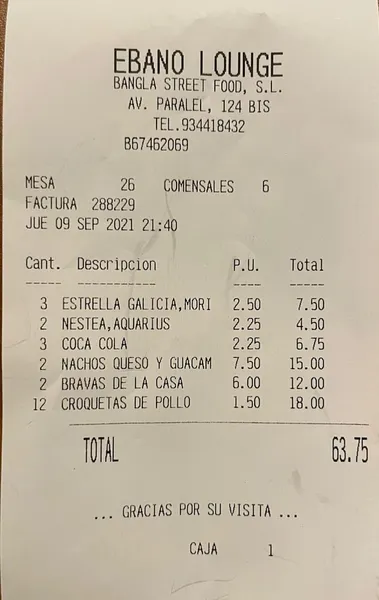 EBANO LOUNGE
BANGLA STREET FOOD, S.L.
AV. PARALEL, 124 BIS
TEL.934418432
B67462069
MESA 26 COMENSALES 6
FACTURA 288229
JUE 09 SEP 2021 21:40
Cant. Descripcion P.U. Total
----- ----------- ---- -----
3 ESTRELLA GALICIA,MORI 2.50 7.50
2 NESTEA,AQUARIUS 2.25 4.50
3 COCA COLA 2.25 6.75
2 NACHOS QUESO Y GUACAM 7.50 15.00
2 BRAVAS DE LA CASA 6.00 12.00
12 CROQUETAS DE POLLO 1.50 18.00
TOTAL 63.75
... GRACIAS POR SU VISITA ...
CAJA 1